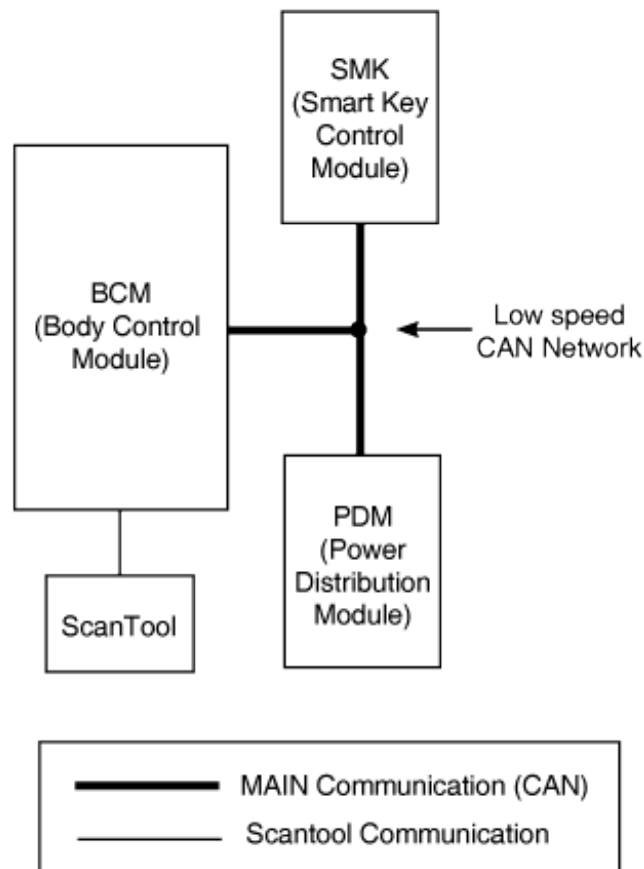 SMK
(Smart Key
Control
Module)
BCM
(Body Control
Module)
Low speed
CAN Network
PDM
(Power
Distribution
Module)
ScanTool
MAIN Communication (CAN)
Scantool Communication